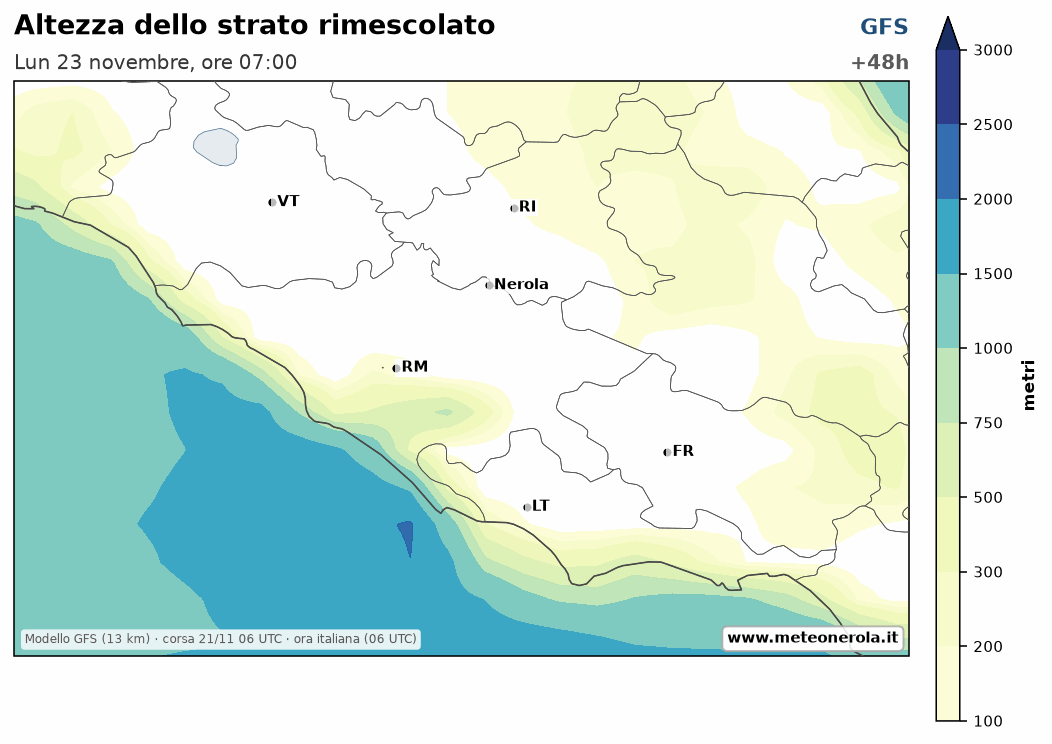 Altezza dello strato rimescolato
GFS
Lun 23 novembre, ore 07:00
+48h
3000
2500
2000
1500
1000
750
500
300
200
100
metri
VT
RI
Nerola
RM
FR
LT
Modello GFS (13 km) · corsa 21/11 06 UTC · ora italiana (06 UTC)
www.meteonerola.it